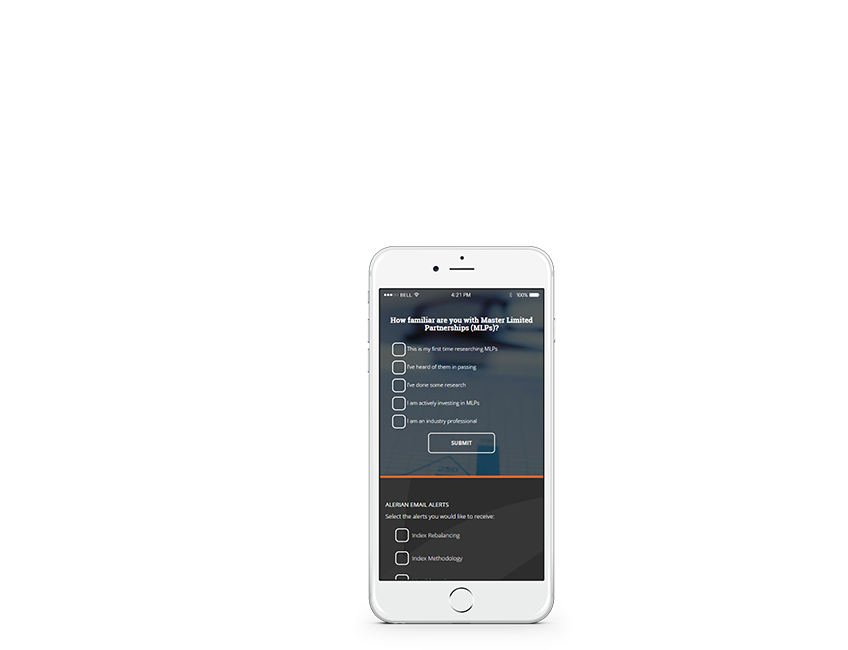 BELL 4:21 PM 100%
How familiar are you with Master Limited
Partnerships (MLPs)?
This is my first time researching MLPs
I've heard of them in passing
I've done some research
I am actively investing in MLPs
I am an industry professional
SUBMIT
250
ALERIAN EMAIL ALERTS
Select the alerts you would like to receive:
Index Rebalancing
Index Methodology